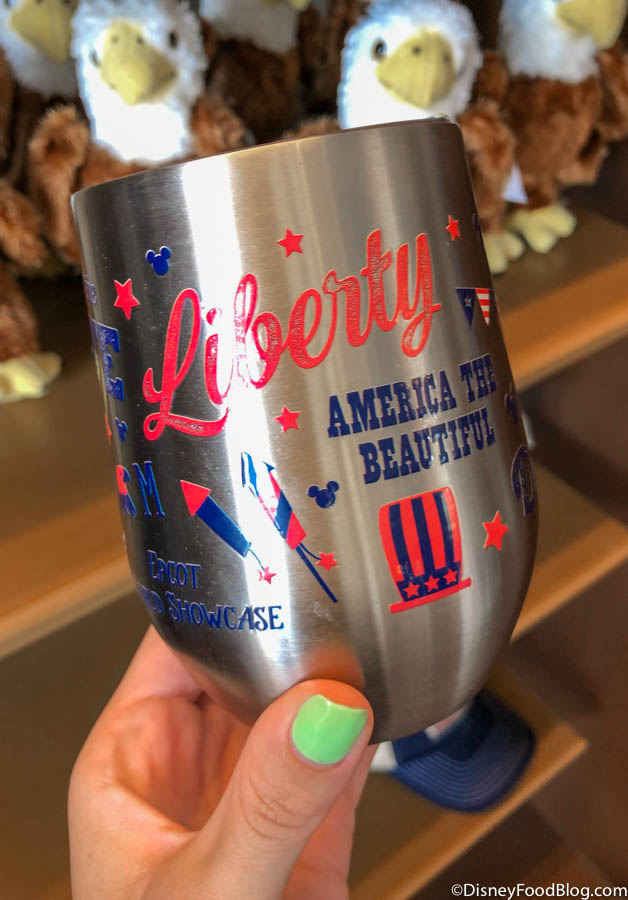 Liberty
AMERICA THE
BEAUTIFUL
EPCOT
SHOWCASE
©DisneyFoodBlog.com